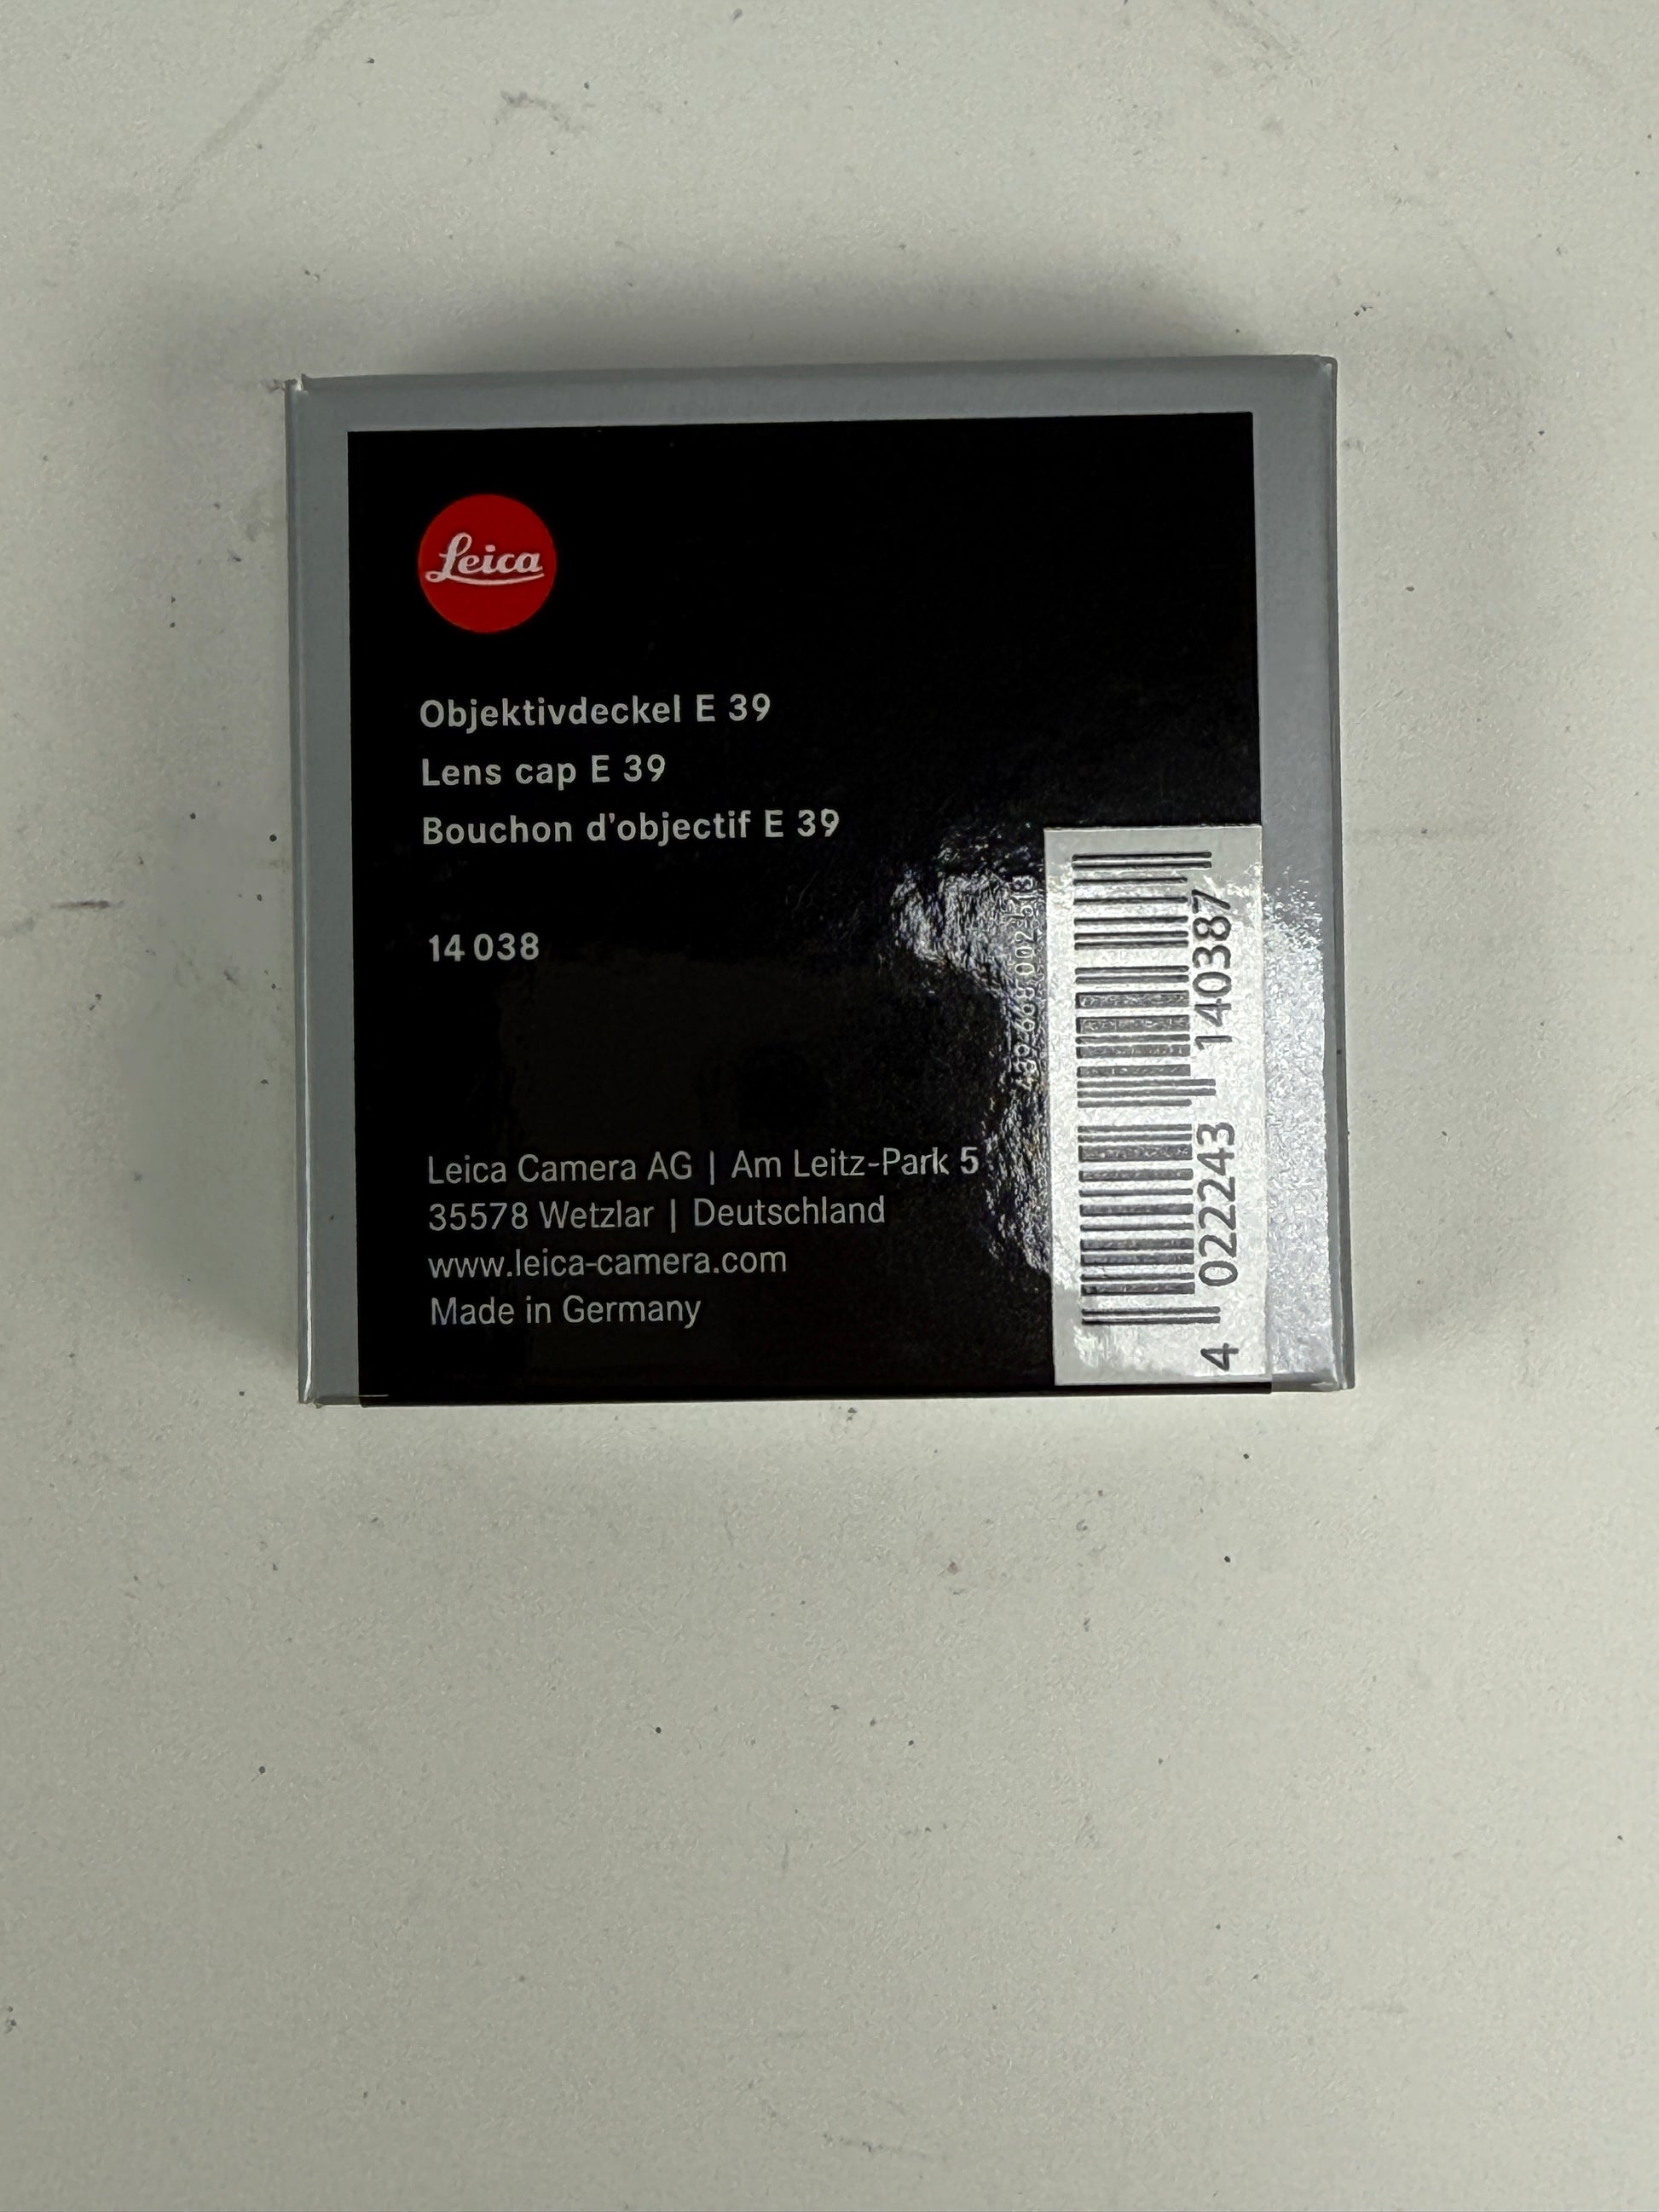 Leica
Objektivdeckel E 39
Lens cap E 39
Bouchon d'objectif E 39
14 038
Leica Camera AG | Am Leitz-Park 5
35578 Wetzlar | Deutschland
www.leica-camera.com
Made in Germany
4 022243 140387